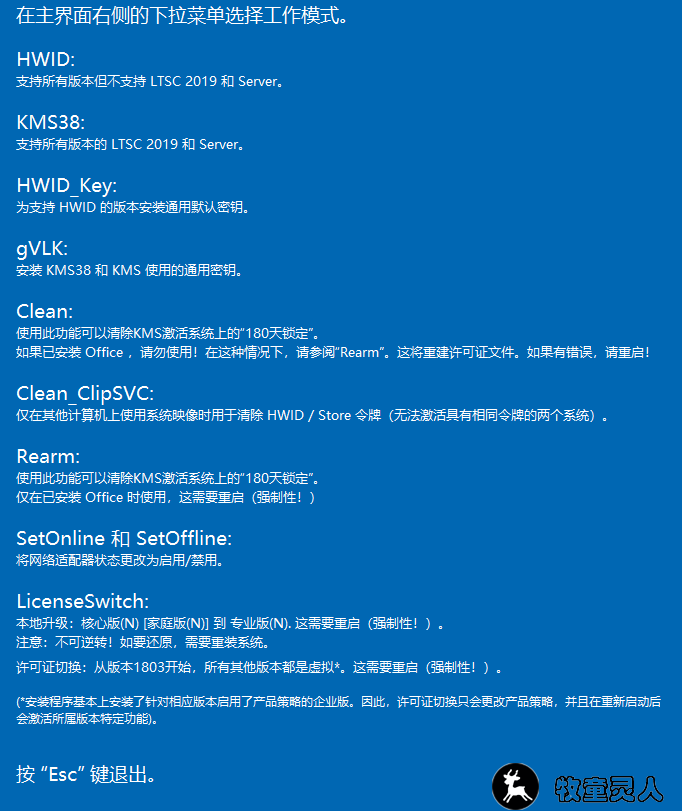 在主界面右侧的下拉菜单选择工作模式。
HWID:
支持所有版本但不支持 LTSC 2019 和 Server。
KMS38:
支持所有版本的 LTSC 2019 和 Server。
HWID_Key:
为支持 HWID 的版本安装通用默认密钥。
gVLK:
安装 KMS38 和 KMS 使用的通用密钥。
Clean:
使用此功能可以清除KMS激活系统上的“180天锁定”。
如果已安装 Office ，请勿使用！在这种情况下，请参阅“Rearm”。这将重建许可证文件。如果有错误，请重启！
Clean_ClipSVC:
仅在其他计算机上使用系统映像时用于清除 HWID / Store 令牌（无法激活具有相同令牌的两个系统）。
Rearm:
使用此功能可以清除KMS激活系统上的“180天锁定”。
仅在已安装 Office 时使用，这需要重启（强制性！）
SetOnline 和 SetOffline:
将网络适配器状态更改为启用/禁用。
LicenseSwitch:
本地升级：核心版(N) [家庭版(N)] 到 专业版(N). 这需要重启（强制性！）。
注意：不可逆转！如要还原，需要重装系统。
许可证切换：从版本1803开始，所有其他版本都是虚拟*。这需要重启（强制性！）。
(*安装程序基本上安装了针对相应版本启用了产品策略的企业版。因此，许可证切换只会更改产品策略，并且在重新启动后
会激活所属版本特定功能)。
按 “Esc” 键退出。
牧童灵人